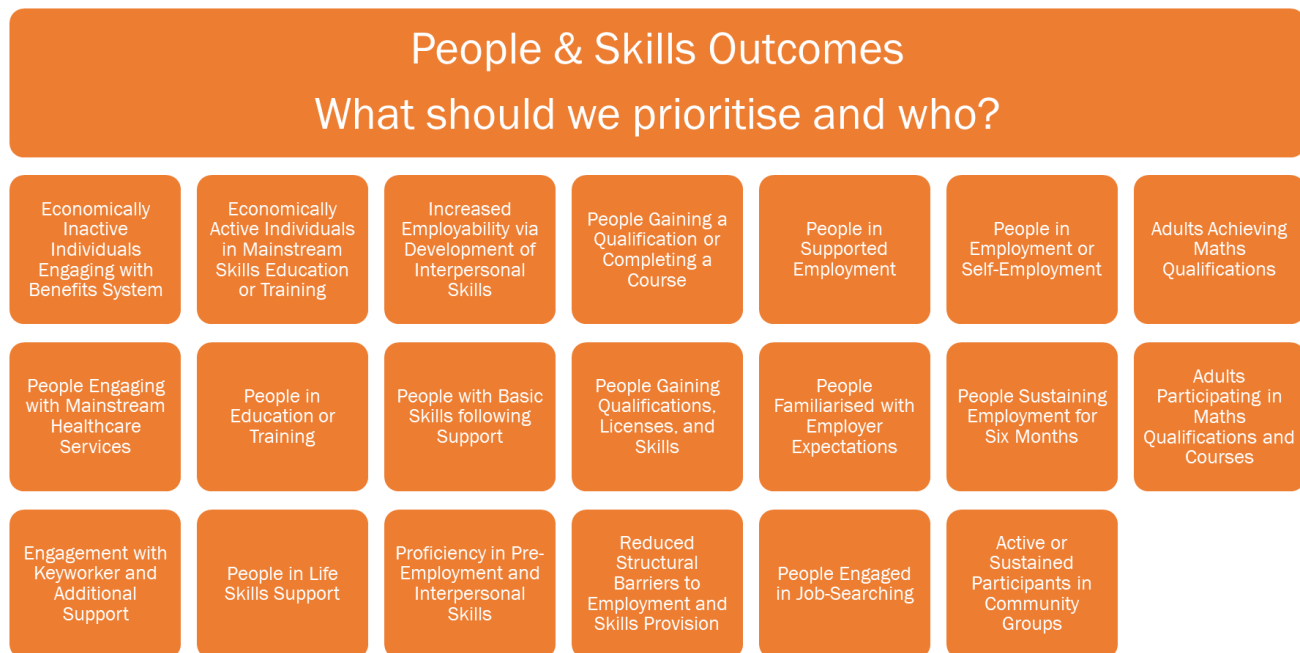 People & Skills Outcomes
What should we prioritise and who?
Economically
Inactive
Individuals
Engaging with
Benefits System
Economically
Active Individuals
in Mainstream
Skills Education
or Training
Increased
Employability via
Development of
Interpersonal
Skills
People Gaining a
Qualification or
Completing a
Course
People in
Supported
Employment
People in
Employment or
Self-Employment
Adults Achieving
Maths
Qualifications
People Engaging
with Mainstream
Healthcare
Services
People in
Education or
Training
People with Basic
Skills following
Support
People Gaining
Qualifications,
Licenses, and
Skills
People
Familiarised with
Employer
Expectations
People Sustaining
Employment for
Six Months
Adults
Participating in
Maths
Qualifications and
Courses
Engagement with
Keyworker and
Additional
Support
People in Life
Skills Support
Proficiency in Pre-
Employment and
Interpersonal
Skills
Reduced
Structural
Barriers to
Employment and
Skills Provision
People Engaged
in Job-Searching
Active or
Sustained
Participants in
Community
Groups